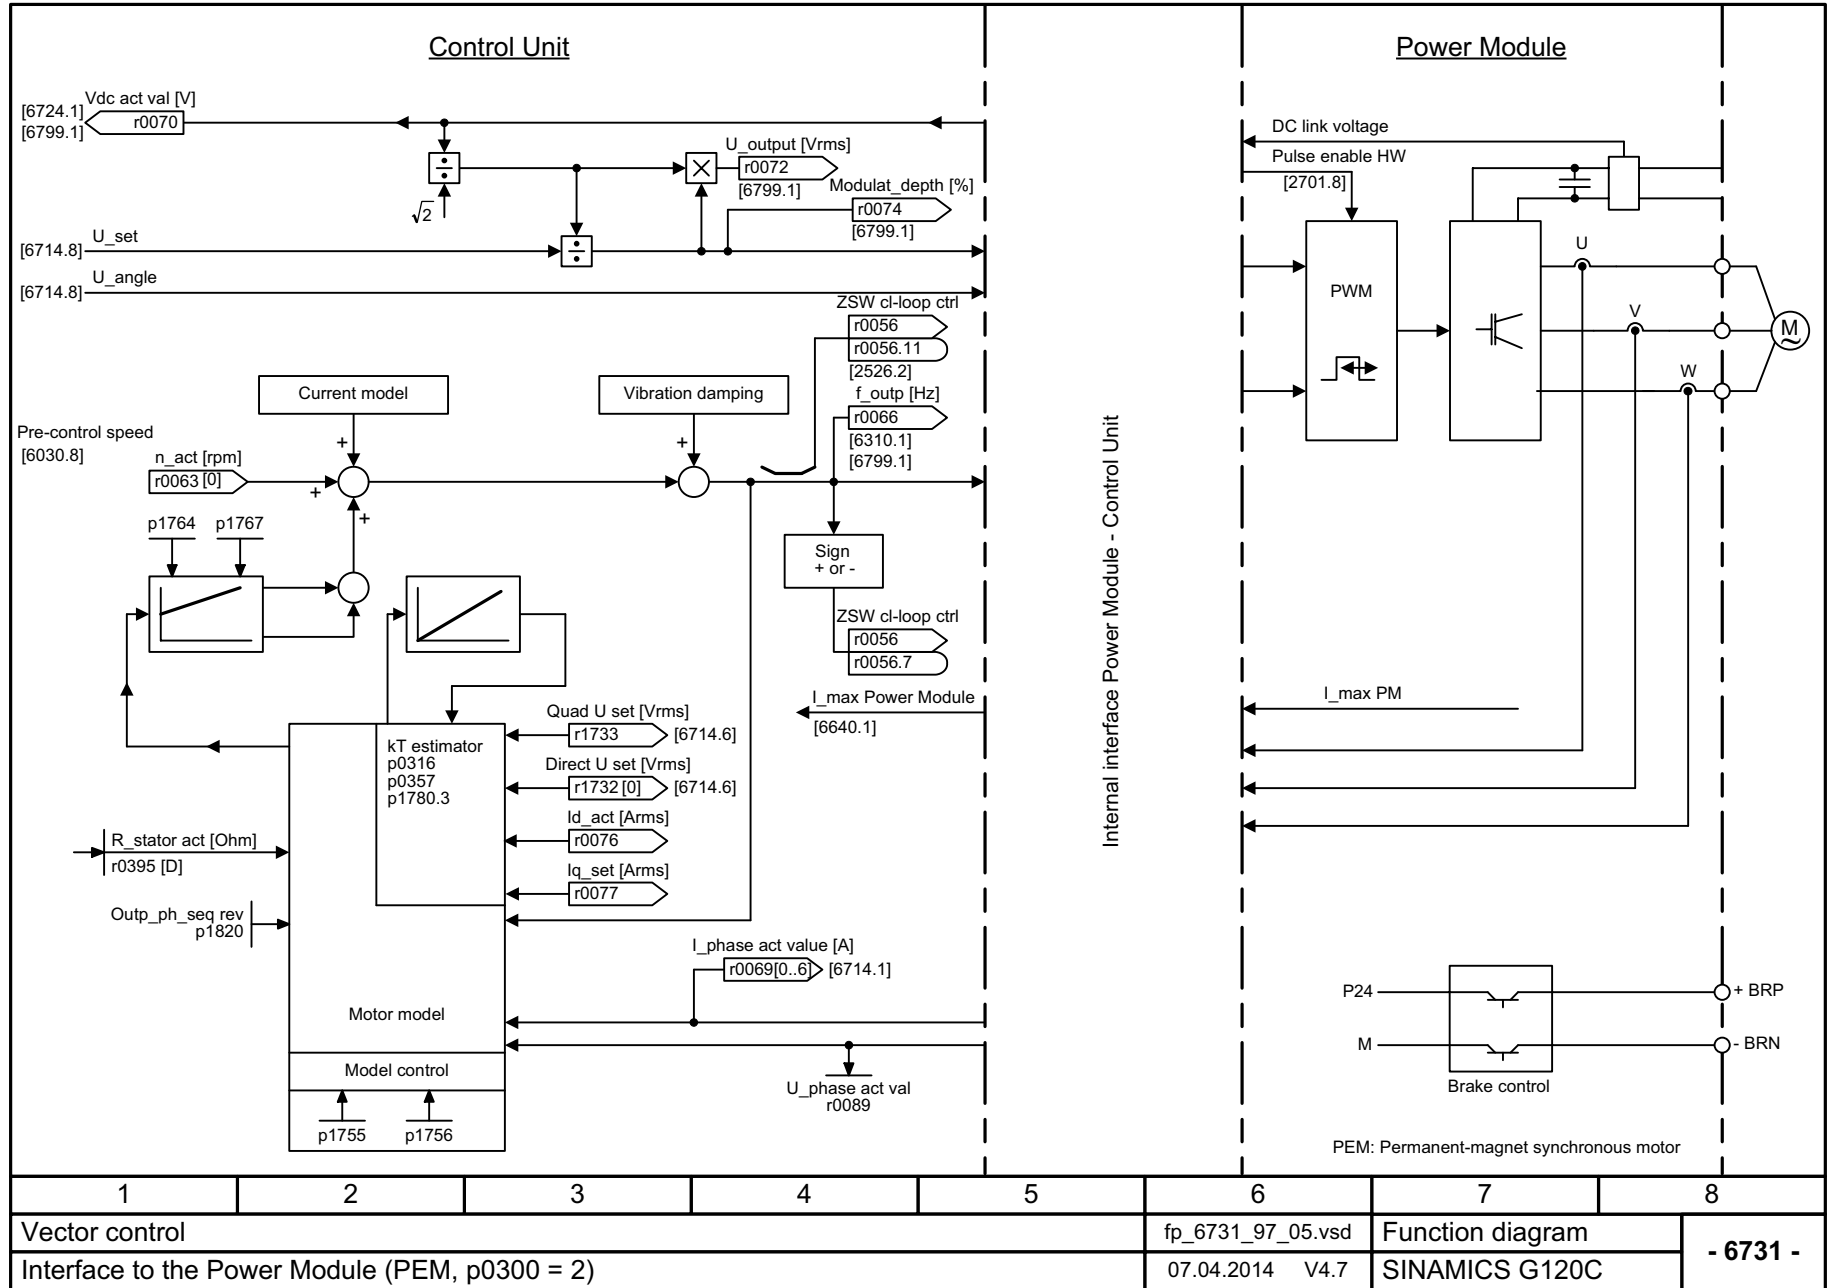 Control Unit
Power Module
Vdc act val [V]
[6724.1]
[6799.1]
r0070
U_output [Vrms]
r0072
[6799.1]
Modulat_depth [%]
r0074
[6799.1]
÷
√2
×
U_set
[6714.8]
÷
U_angle
[6714.8]
DC link voltage
Pulse enable HW
[2701.8]
PWM
U
V
W
M
~
ZSW cl-loop ctrl
r0056
r0056.11
[2526.2]
f_outp [Hz]
r0066
[6310.1]
[6799.1]
Current model
Vibration damping
+
+
Pre-control speed
[6030.8]
n_act [rpm]
r0063 [0]
+
+
p1764
p1767
Sign
+ or -
ZSW cl-loop ctrl
r0056
r0056.7
I_max Power Module
[6640.1]
Internal interface Power Module - Control Unit
I_max PM
Quad U set [Vrms]
r1733
[6714.6]
Direct U set [Vrms]
r1732 [0]
[6714.6]
Id_act [Arms]
r0076
Iq_set [Arms]
r0077
kT estimator
p0316
p0357
p1780.3
R_stator act [Ohm]
r0395 [D]
Outp_ph_seq rev
p1820
I_phase act value [A]
r0069[0..6]
[6714.1]
Motor model
Model control
p1755
p1756
U_phase act val
r0089
P24
M
+ BRP
- BRN
Brake control
PEM: Permanent-magnet synchronous motor
1 2 3 4 5 6 7 8
Vector control
fp_6731_97_05.vsd
Function diagram
- 6731 -
Interface to the Power Module (PEM, p0300 = 2)
07.04.2014 V4.7
SINAMICS G120C